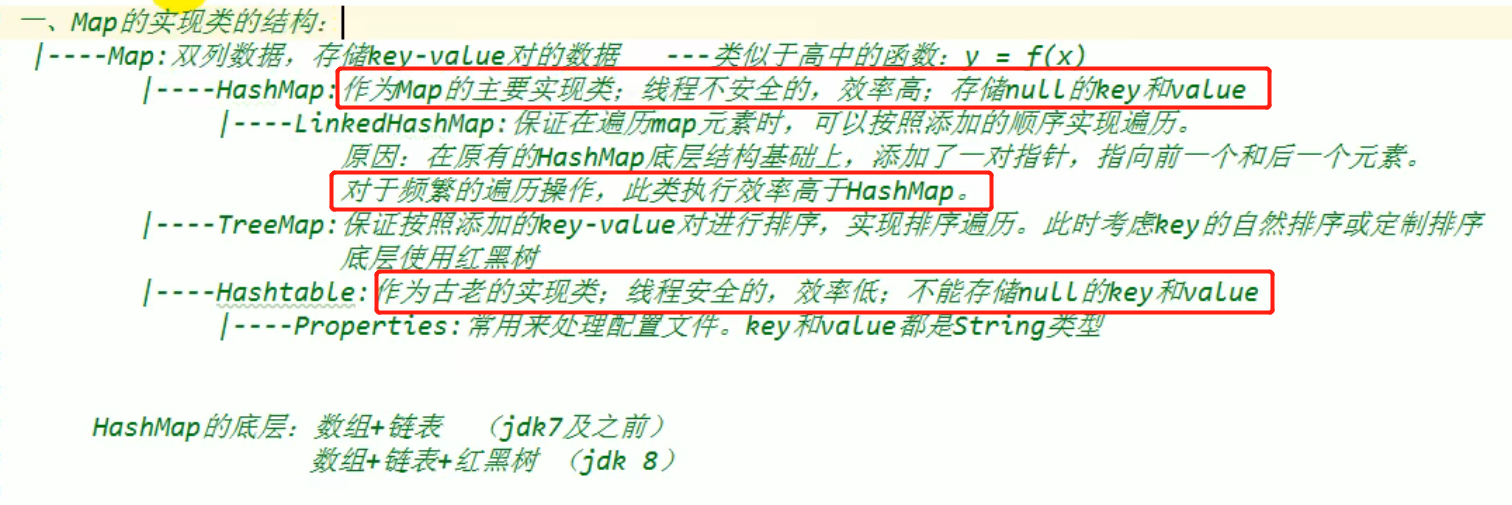 一、Map的实现类的结构：
|----Map:双列数据，存储key-value对的数据   ---类似于高中的函数：y = f(x)
|----HashMap:作为Map的主要实现类；线程不安全的，效率高；存储null的key和value
|----LinkedHashMap:保证在遍历map元素时，可以按照添加的顺序实现遍历。
原因：在原有的HashMap底层结构基础上，添加了一对指针，指向前一个和后一个元素。
对于频繁的遍历操作，此类执行效率高于HashMap。
|----TreeMap:保证按照添加的key-value对进行排序，实现排序遍历。此时考虑key的自然排序或定制排序
底层使用红黑树
|----Hashtable:作为古老的实现类；线程安全的，效率低；不能存储null的key和value
|----Properties:常用来处理配置文件。key和value都是String类型
HashMap的底层：数组+链表  （jdk7及之前）
数组+链表+红黑树 （jdk 8）